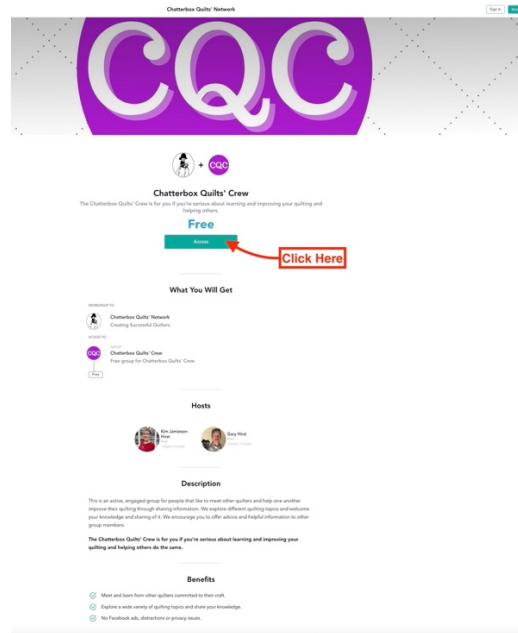 Chatterbox Quilts' Network
Sign In
CQC
+ CQC
Chatterbox Quilts' Crew
The Chatterbox Quilts' Crew is for you if you're serious about learning and improving your quilting and
helping others.
Free
Access
Click Here
What You Will Get
MEMBERSHIP TO
Chatterbox Quilts' Network
Creating Successful Quilters
ACCESS TO
GROUP
CQC
Chatterbox Quilts' Crew
Free group for Chatterbox Quilts' Crew
Free
Hosts
Kim Jamieson
Hirst
Gary Hirst
Description
This is an active, engaged group for people that like to meet other quilters and help one another
improve their quilting through sharing information. We explore different quilting topics and welcome
your knowledge and sharing of it. We encourage you to offer advice and helpful information to other
group members.
The Chatterbox Quilts' Crew is for you if you're serious about learning and improving your
quilting and helping others do the same.
Benefits
Meet and learn from other quilters committed to their craft.
Explore a wide variety of quilting topics and share your knowledge.
No Facebook ads, distractions or privacy issues.